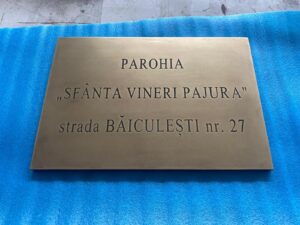 PAROHIA
„SFÂNTA VINERI PAJURA"
strada BĂICULEȘTI nr. 27